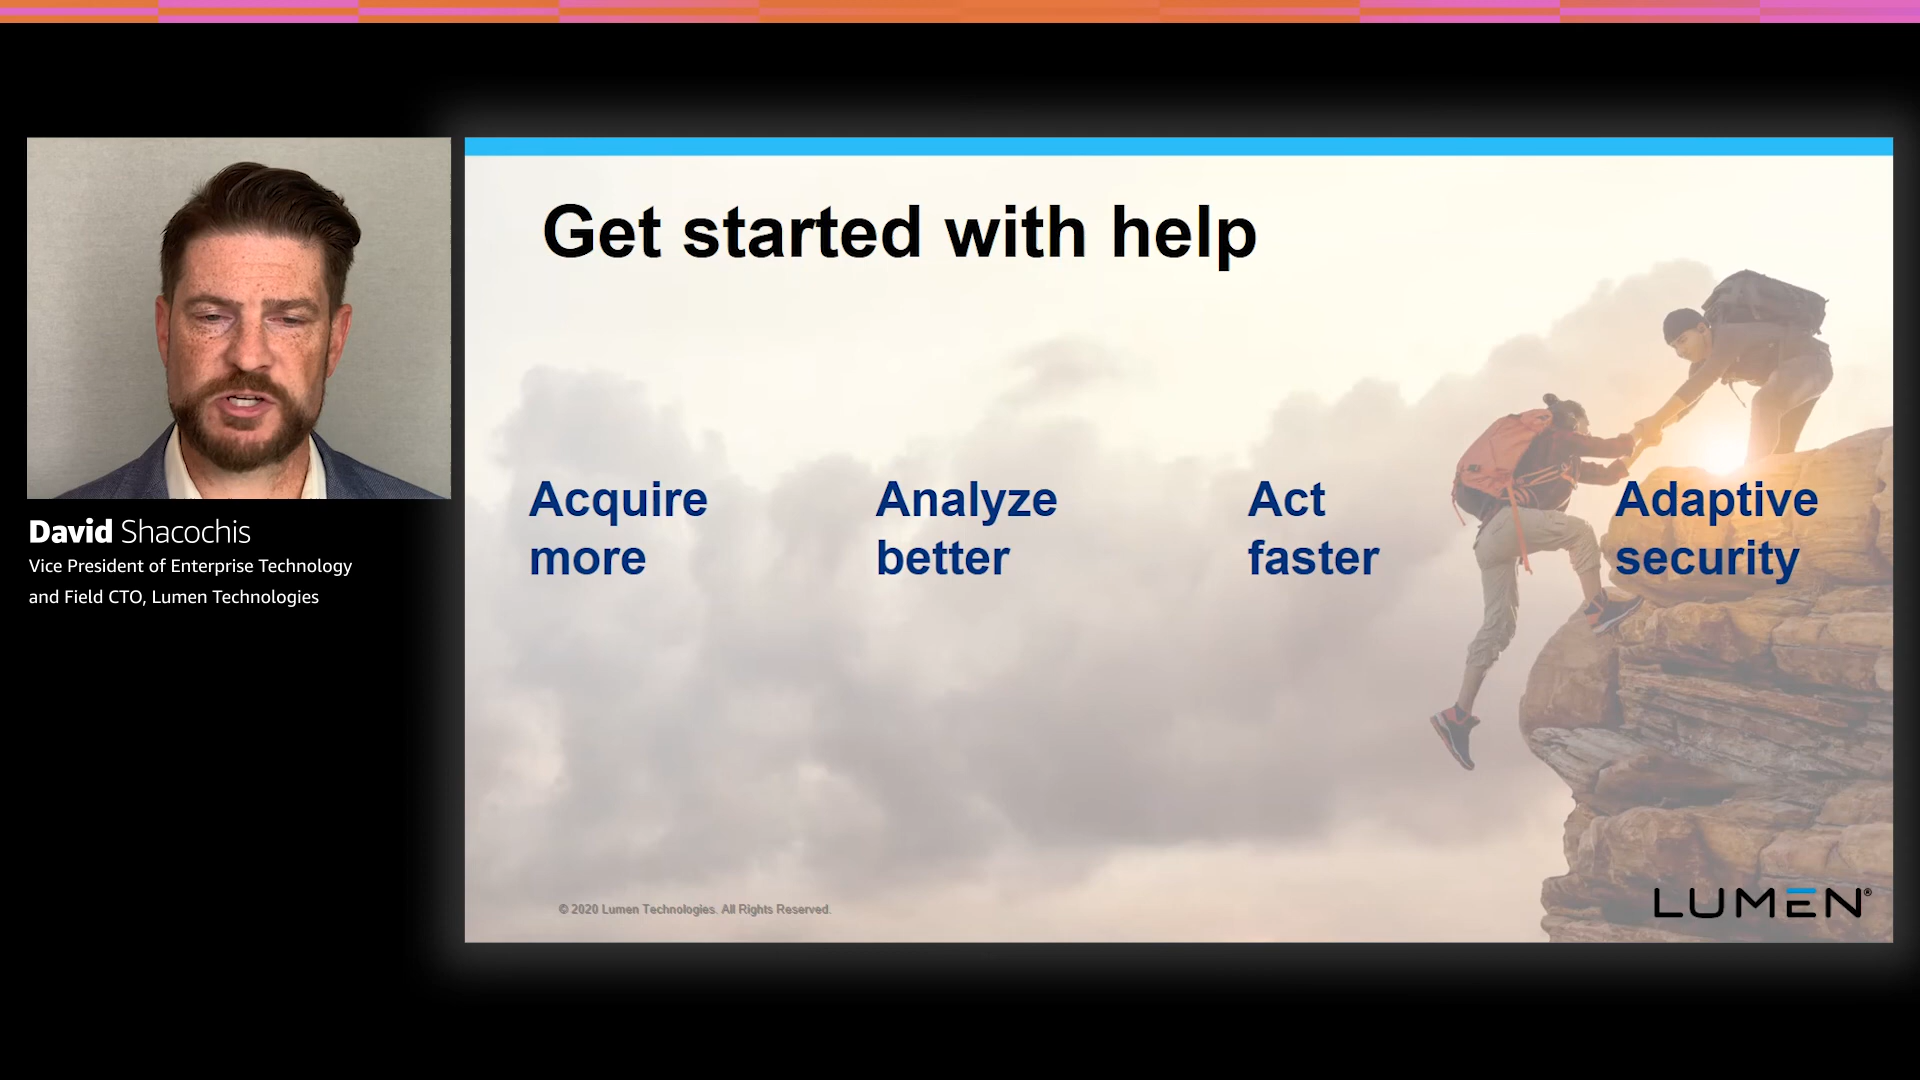 David Shacochis
Vice President of Enterprise Technology
and Field CTO, Lumen Technologies
Get started with help
Acquire
more
Analyze
better
Act
faster
Adaptive
security
© 2020 Lumen Technologies. All Rights Reserved.
LUMEN®